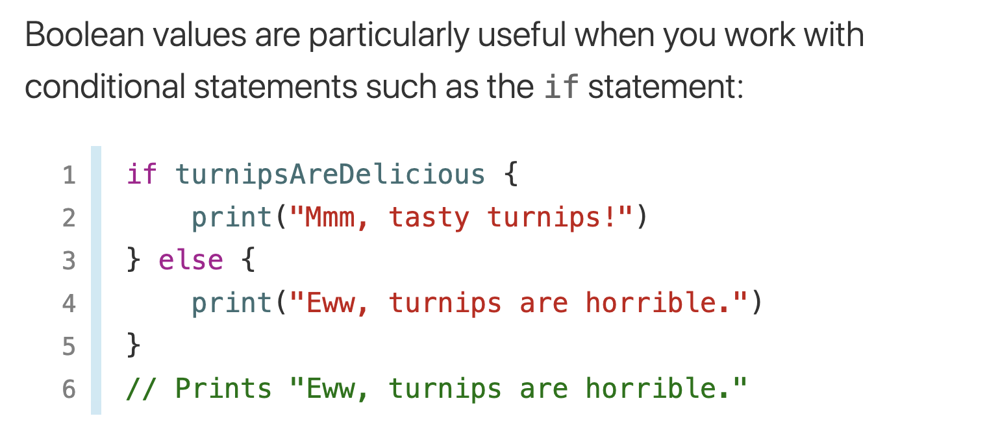 Boolean values are particularly useful when you work with
conditional statements such as the if statement:
1 if turnipsAreDelicious {
2     print("Mmm, tasty turnips!")
3 } else {
4     print("Eww, turnips are horrible.")
5 }
6 // Prints "Eww, turnips are horrible."